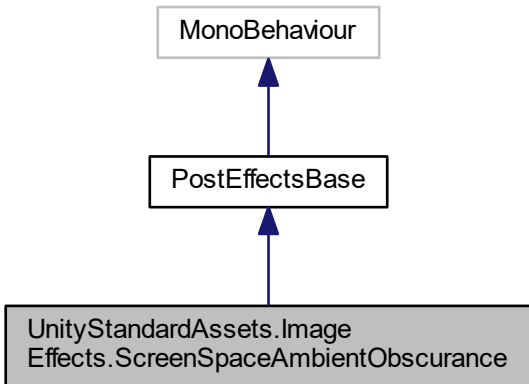 MonoBehaviour
PostEffectsBase
UnityStandardAssets.Image
Effects.ScreenSpaceAmbientObscurance